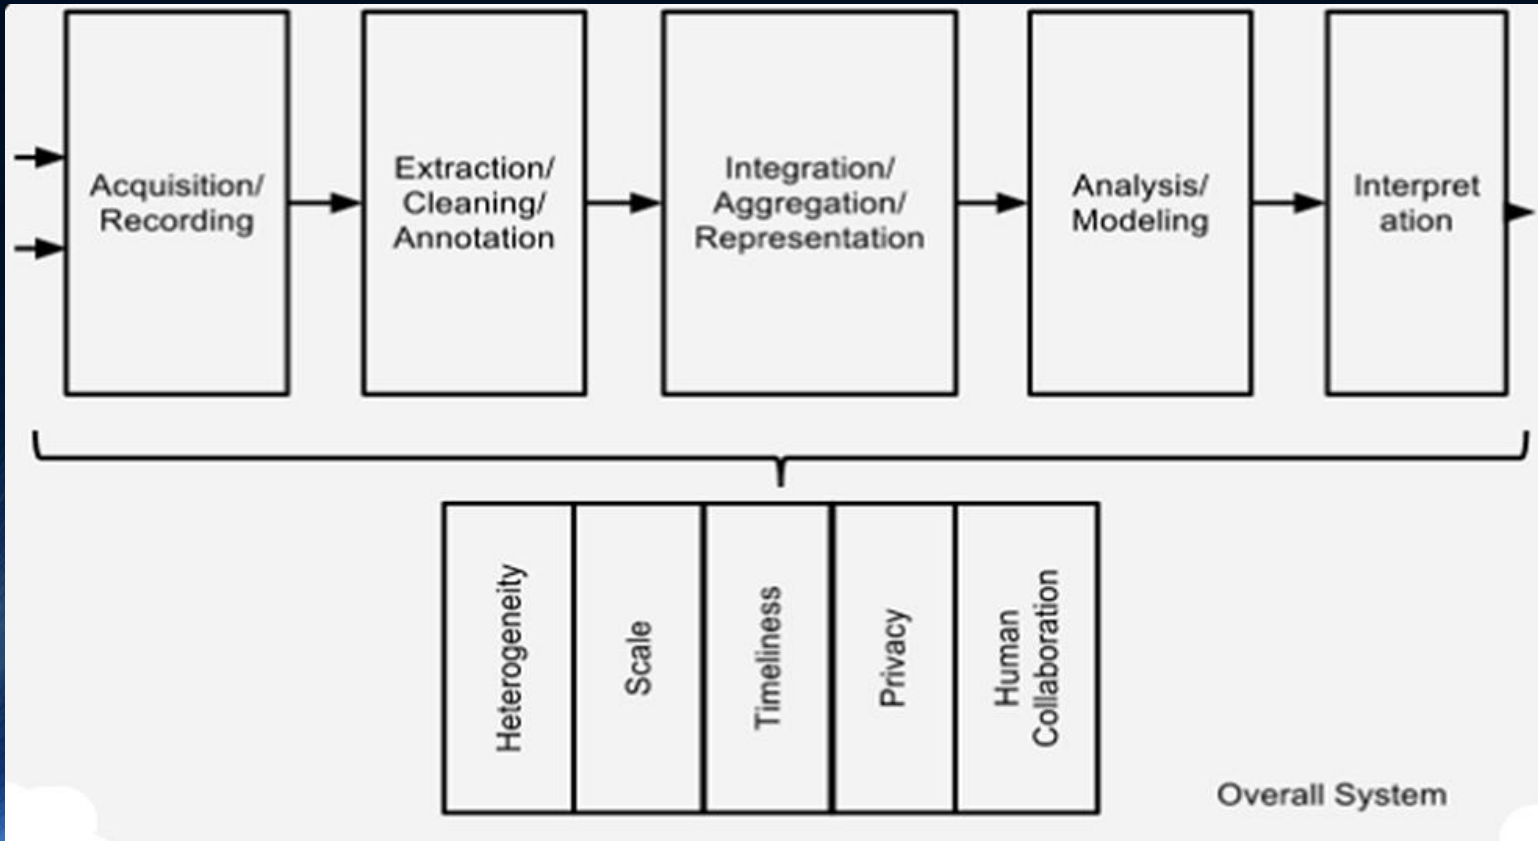 Acquisition/
Recording
Extraction/
Cleaning/
Annotation
Integration/
Aggregation/
Representation
Analysis/
Modeling
Interpret
ation
Heterogeneity
Scale
Timeliness
Privacy
Human
Collaboration
Overall System